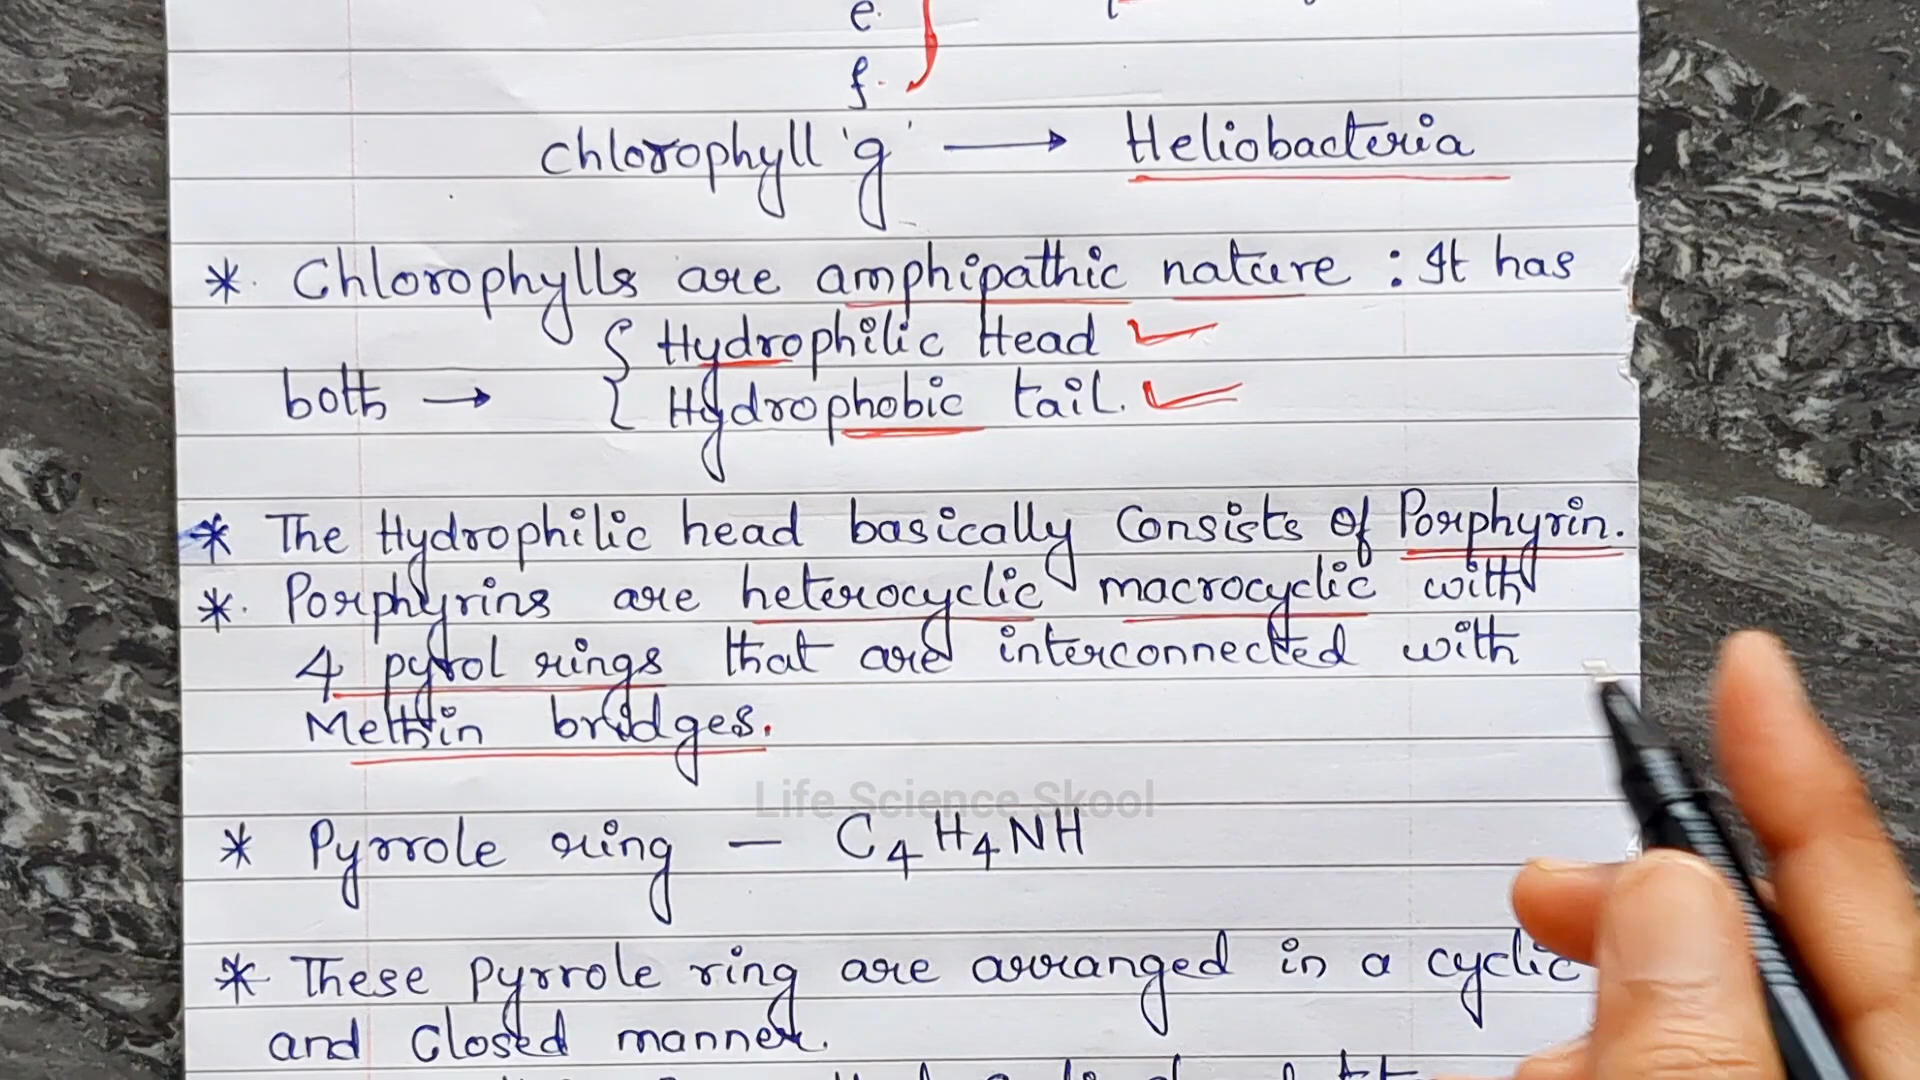 e.
f.
Chlorophyll 'g' → Heliobacteria
* Chlorophylls are amphipathic nature : It has
both → { Hydrophilic Head
Hydrophobic tail.
* The Hydrophilic head basically Consists of Porphyrin.
* Porphyrins are heterocyclic macrocyclic with
4 pyrol rings that are interconnected with
Methin bridges.
Life Science Skool
* Pyrrole ring — C4H4NH
* These pyrrole ring are arranged in a cyclic
and closed manner.